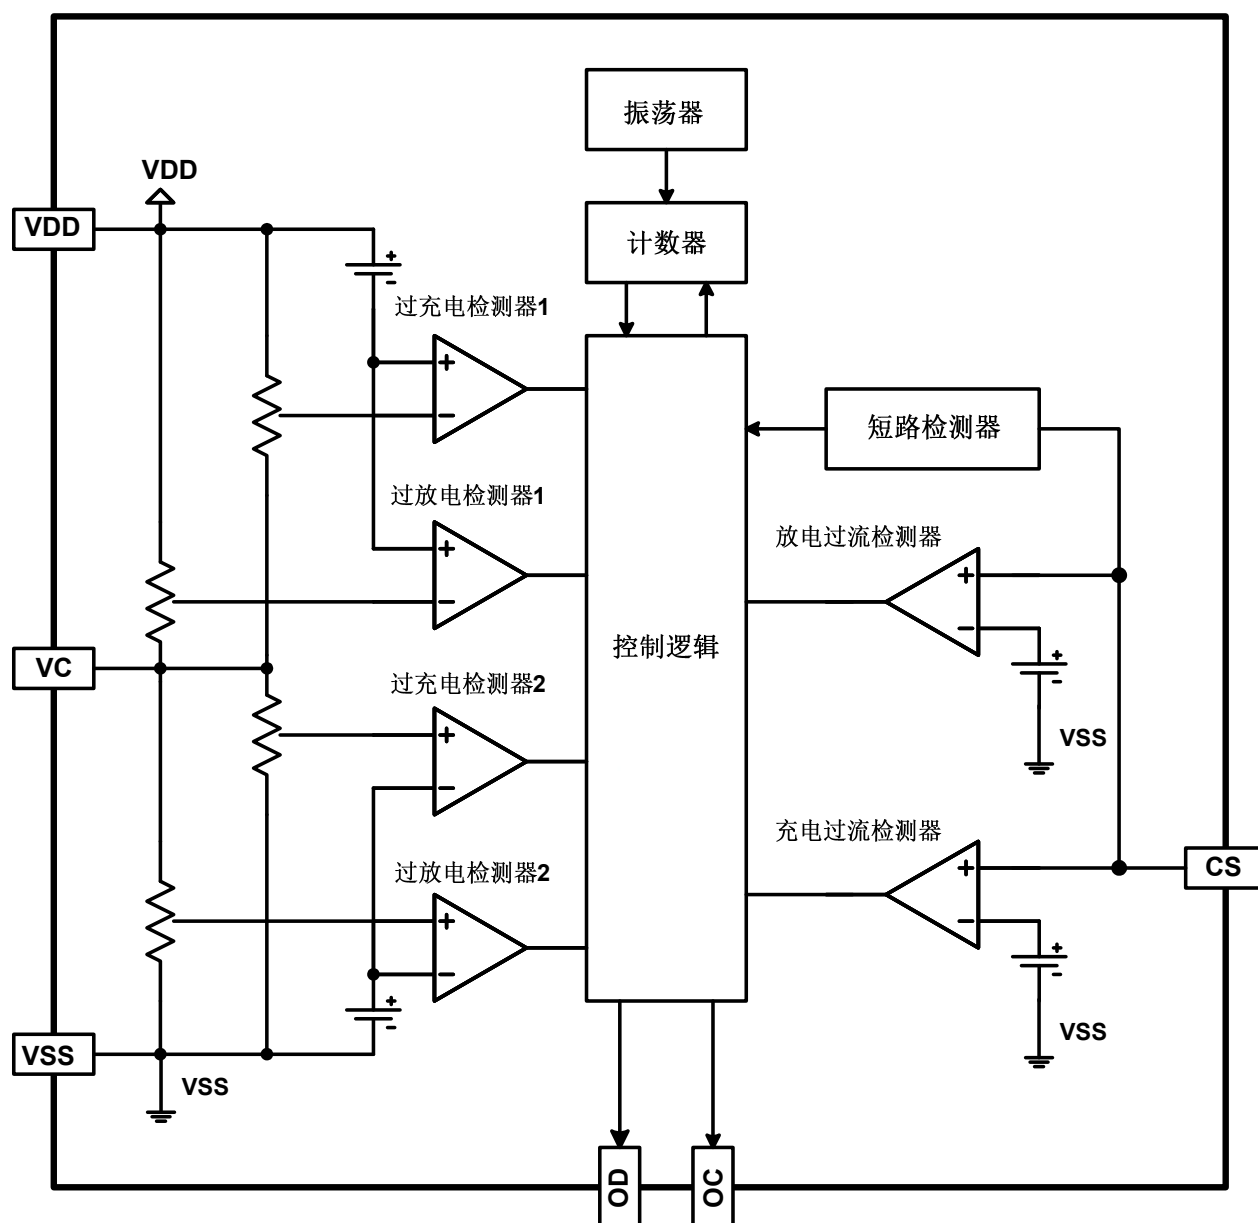 振荡器
VDD
VDD
计数器
过充电检测器1
+
-
+
-
短路检测器
过放电检测器1
+
-
放电过流检测器
+
-
+
-
控制逻辑
VC
过充电检测器2
+
-
VSS
充电过流检测器
+
-
CS
过放电检测器2
+
-
+
-
+
-
VSS
VSS
VSS
OD
OC